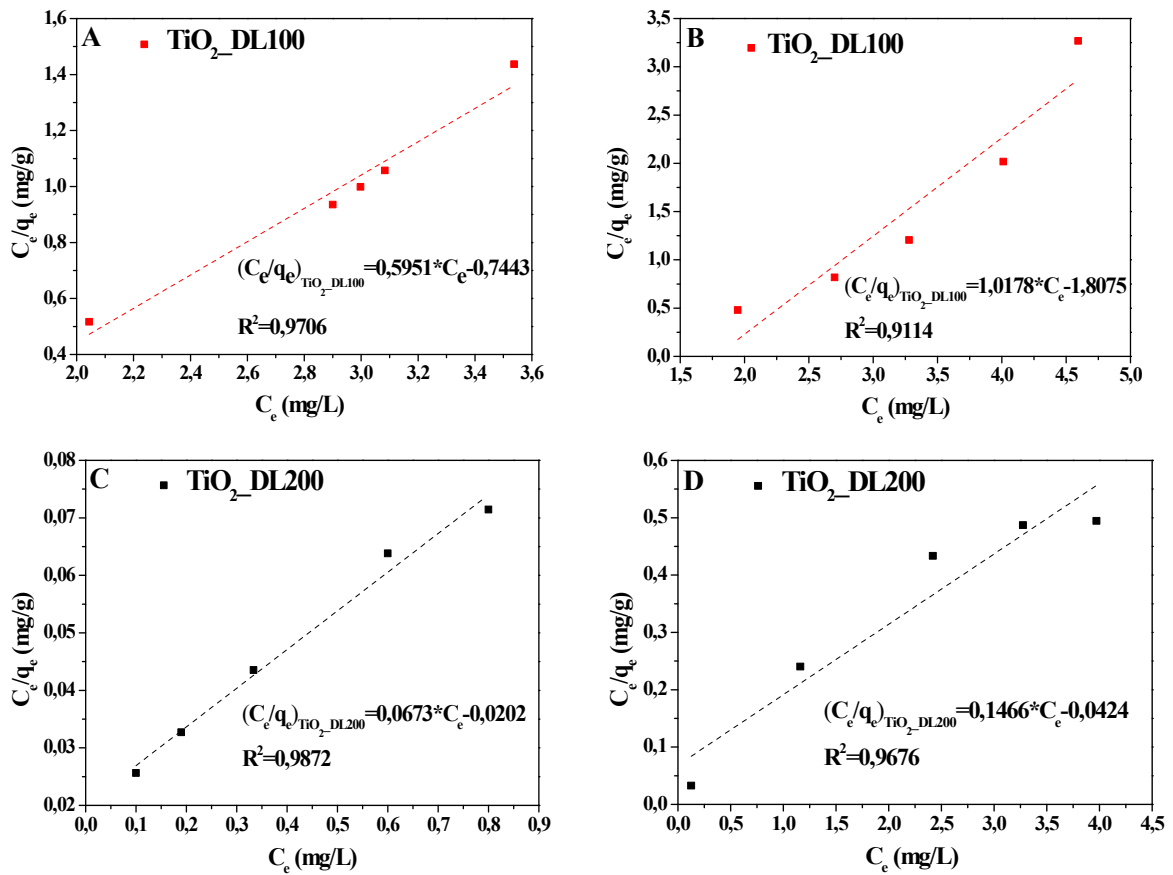 A
TiO2_DL100
1,6
1,4
1,2
1,0
0,8
0,6
0,4
Ce/qe (mg/g)
(Ce/qe)TiO2_DL100=0,5951*Ce-0,7443
R2=0,9706
2,0 2,2 2,4 2,6 2,8 3,0 3,2 3,4 3,6
Ce (mg/L)
B
TiO2_DL100
3,5
3,0
2,5
2,0
1,5
1,0
0,5
0,0
Ce/qe (mg/g)
(Ce/qe)TiO2_DL100=1,0178*Ce-1,8075
R2=0,9114
1,5 2,0 2,5 3,0 3,5 4,0 4,5 5,0
Ce (mg/L)
C
TiO2_DL200
0,08
0,07
0,06
0,05
0,04
0,03
0,02
Ce/qe (mg/g)
(Ce/qe)TiO2_DL200=0,0673*Ce-0,0202
R2=0,9872
0,0 0,1 0,2 0,3 0,4 0,5 0,6 0,7 0,8 0,9
Ce (mg/L)
D
TiO2_DL200
0,6
0,5
0,4
0,3
0,2
0,1
0,0
Ce/qe (mg/g)
(Ce/qe)TiO2_DL200=0,1466*Ce-0,0424
R2=0,9676
0,0 0,5 1,0 1,5 2,0 2,5 3,0 3,5 4,0 4,5
Ce (mg/L)